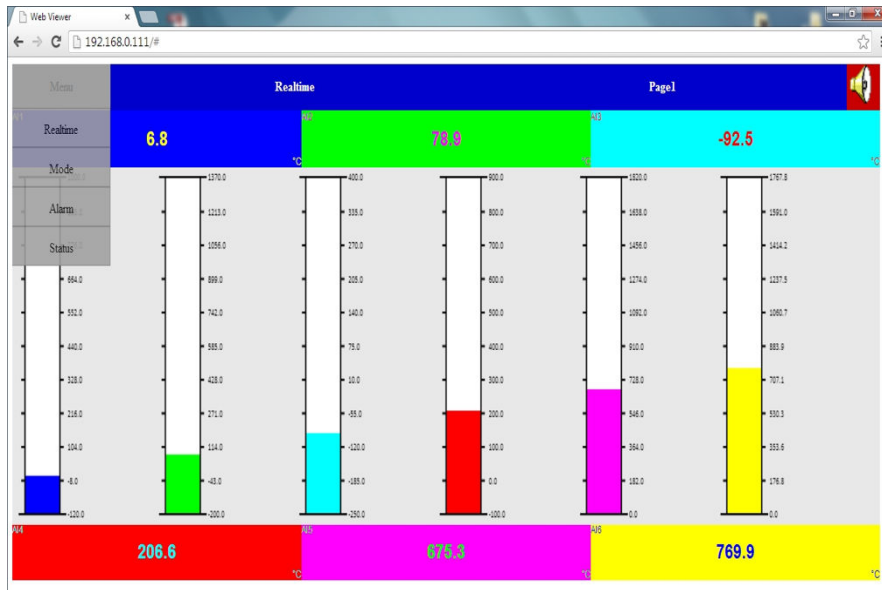 Web Viewer
192.168.0.111/#
Menu Realtime Page1
AI1 AI2 AI3
Realtime 6.8 78.9 -92.5
°C °C °C
Mode
1370.0 400.0 900.0 1820.0 1767.8
Alarm 1213.0 335.0 800.0 1638.0 1591.0
Status 1056.0 270.0 700.0 1456.0 1414.2
664.0 899.0 205.0 600.0 1274.0 1237.5
552.0 742.0 140.0 500.0 1092.0 1060.7
440.0 585.0 75.0 400.0 910.0 883.9
328.0 428.0 10.0 300.0 728.0 707.1
216.0 271.0 -55.0 200.0 546.0 530.3
104.0 114.0 -120.0 100.0 364.0 353.6
-8.0 -43.0 -185.0 0.0 182.0 176.8
-120.0 -200.0 -250.0 -100.0 0.0 0.0
AI4 AI5 AI6
206.6 675.3 769.9
°C °C °C